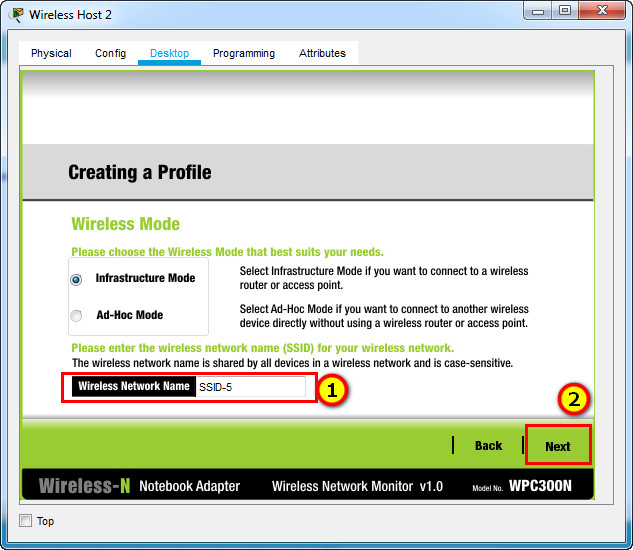 Wireless Host 2
Physical Config Desktop Programming Attributes
Creating a Profile
Wireless Mode
Please choose the Wireless Mode that best suits your needs.
Infrastructure Mode
Select Infrastructure Mode if you want to connect to a wireless
router or access point.
Ad-Hoc Mode
Select Ad-Hoc Mode if you want to connect to another wireless
device directly without using a wireless router or access point.
Please enter the wireless network name (SSID) for your wireless network.
The wireless network name is shared by all devices in a wireless network and is case-sensitive.
Wireless Network Name SSID-5
1
2
Back Next
Wireless-N Notebook Adapter Wireless Network Monitor v1.0 Model No. WPC300N
Top